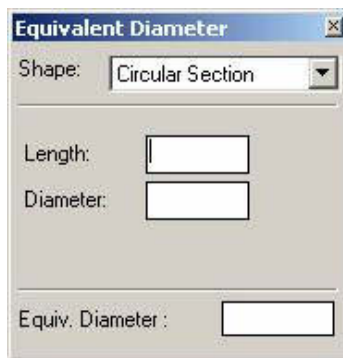 Equivalent Diameter
Shape: Circular Section
Length:
Diameter:
Equiv. Diameter :